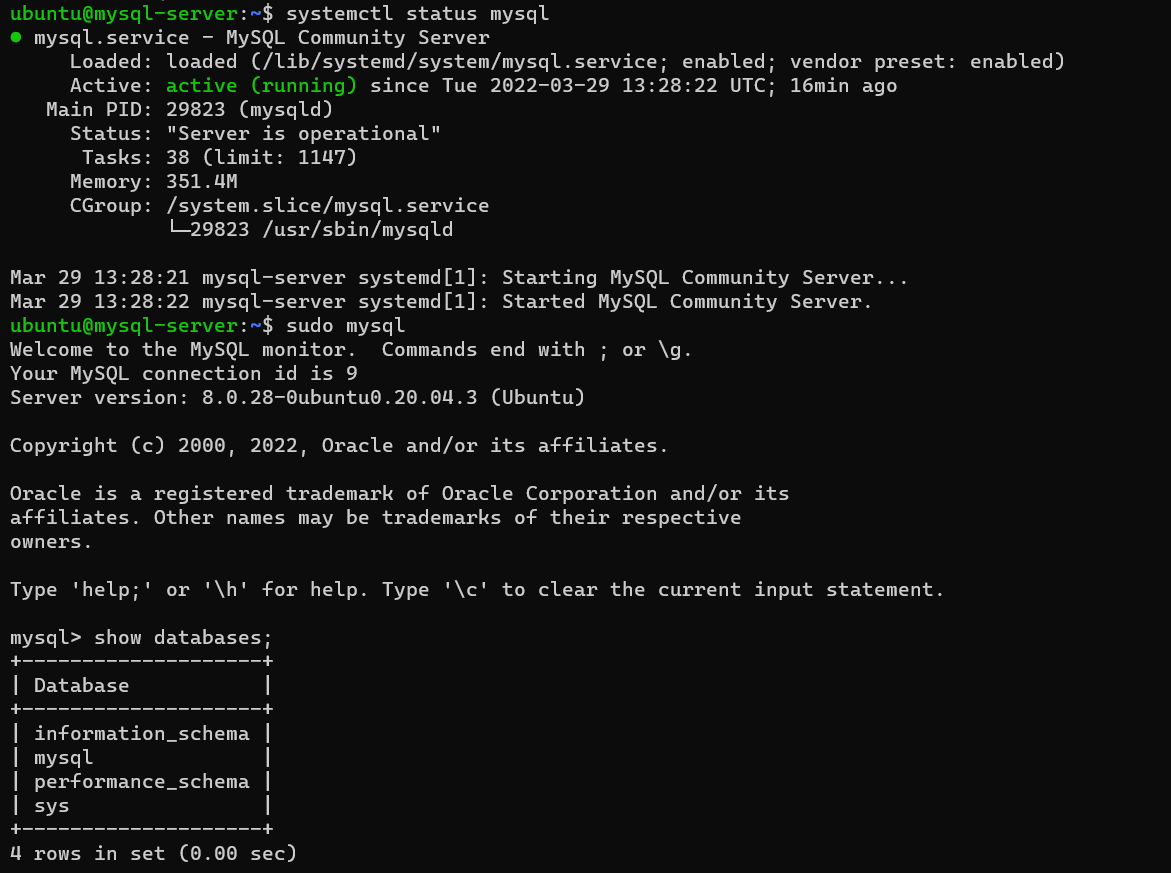 ubuntu@mysql-server:~$ systemctl status mysql
● mysql.service - MySQL Community Server
     Loaded: loaded (/lib/systemd/system/mysql.service; enabled; vendor preset: enabled)
     Active: active (running) since Tue 2022-03-29 13:28:22 UTC; 16min ago
   Main PID: 29823 (mysqld)
     Status: "Server is operational"
      Tasks: 38 (limit: 1147)
     Memory: 351.4M
     CGroup: /system.slice/mysql.service
             └─29823 /usr/sbin/mysqld

Mar 29 13:28:21 mysql-server systemd[1]: Starting MySQL Community Server...
Mar 29 13:28:22 mysql-server systemd[1]: Started MySQL Community Server.
ubuntu@mysql-server:~$ sudo mysql
Welcome to the MySQL monitor.  Commands end with ; or \g.
Your MySQL connection id is 9
Server version: 8.0.28-0ubuntu0.20.04.3 (Ubuntu)

Copyright (c) 2000, 2022, Oracle and/or its affiliates.

Oracle is a registered trademark of Oracle Corporation and/or its
affiliates. Other names may be trademarks of their respective
owners.

Type 'help;' or '\h' for help. Type '\c' to clear the current input statement.

mysql> show databases;
+--------------------+
| Database           |
+--------------------+
| information_schema |
| mysql              |
| performance_schema |
| sys                |
+--------------------+
4 rows in set (0.00 sec)